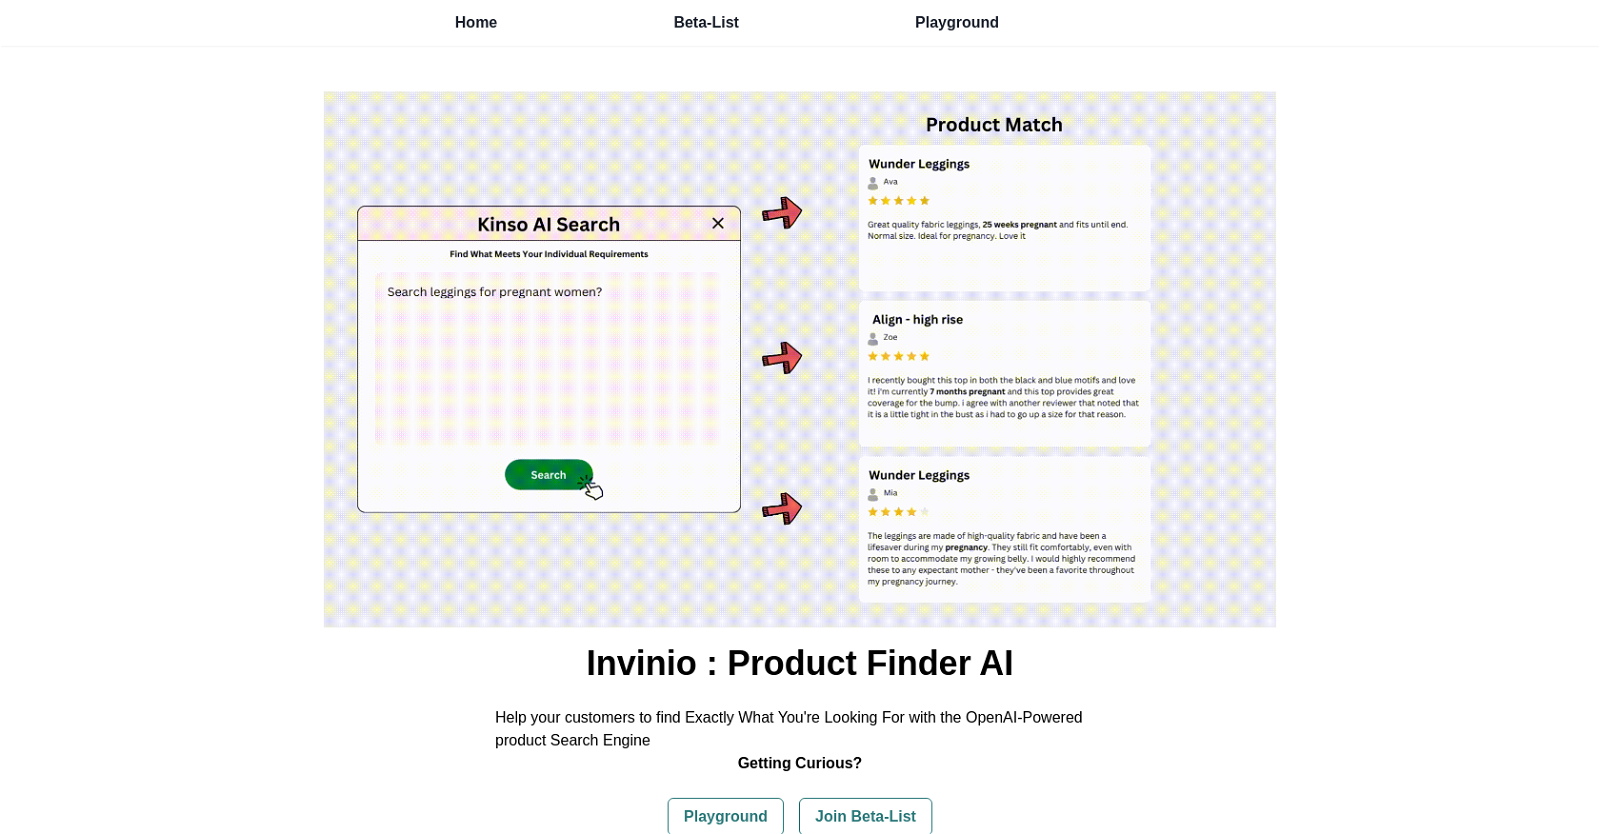 Home
Beta-List
Playground
Product Match
Wunder Leggings
Ava
Great quality fabric leggings, 25 weeks pregnant and fits until end.
Normal size. Ideal for pregnancy. Love it
Kinso AI Search
Find What Meets Your Individual Requirements
Search leggings for pregnant women?
Search
Align - high rise
Zoe
I recently bought this top in both the black and blue motifs and love
it! i'm currently 7 months pregnant and this top provides great
coverage for the bump. i agree with another reviewer that noted that
it is a little tight in the bust as i had to go up a size for that reason.
Wunder Leggings
Mia
The leggings are made of high-quality fabric and have been a
lifesaver during my pregnancy. They still fit comfortably, even with
room to accommodate my growing belly. I would highly recommend
these to any expectant mother - they've been a favorite throughout
my pregnancy journey.
Invinio : Product Finder AI
Help your customers to find Exactly What You're Looking For with the OpenAI-Powered
product Search Engine
Getting Curious?
Playground
Join Beta-List